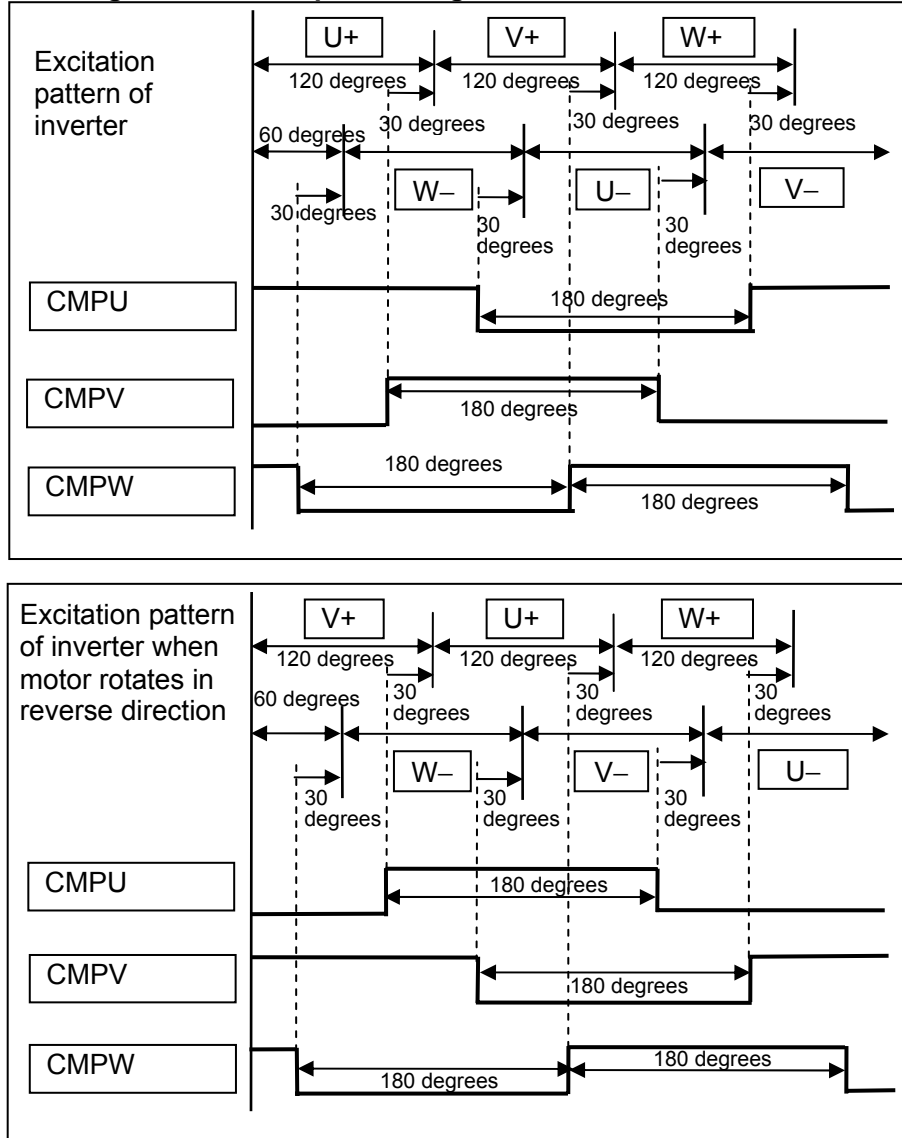 U+ V+ W+
Excitation
pattern of
inverter
120 degrees 120 degrees 120 degrees
60 degrees 30 degrees 30 degrees 30 degrees
W– U– V–
30 degrees
30
degrees
30
degrees
CMPU
180 degrees
CMPV
180 degrees
CMPW
180 degrees
180 degrees
Excitation pattern
of inverter when
motor rotates in
reverse direction
V+ U+ W+
120 degrees 120 degrees 120 degrees
60 degrees
30
degrees
30
degrees
30
degrees
W– V– U–
30
degrees
30
degrees
30
degrees
CMPU
180 degrees
CMPV
180 degrees
CMPW
180 degrees
180 degrees